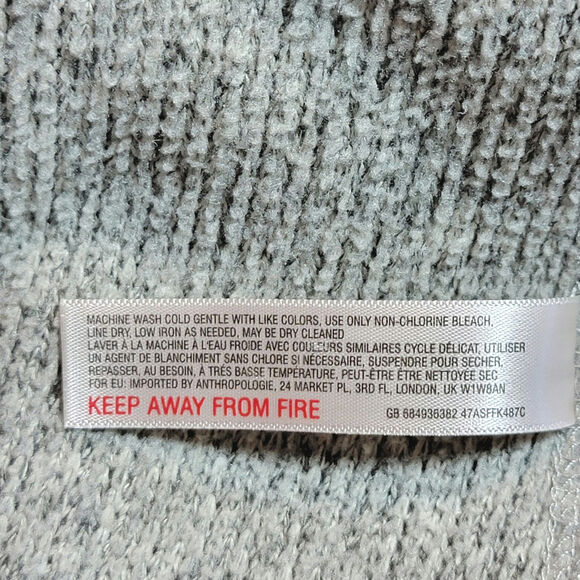 MACHINE WASH COLD GENTLE WITH LIKE COLORS, USE ONLY NON-CHLORINE BLEACH,
LINE DRY, LOW IRON AS NEEDED, MAY BE DRY CLEANED
LAVER À LA MACHINE À L'EAU FROIDE AVEC COULEURS SIMILAIRES CYCLE DÉLICAT, UTILISER
UN AGENT DE BLANCHIMENT SANS CHLORE SI NÉCESSAIRE, SUSPENDRE POUR SÉCHER,
REPASSER, AU BESOIN, À TRÉS BASSE TEMPÉRATURE, PEUT-ÊTRE ÊTRE NETTOYÉE SEC
FOR EU: IMPORTED BY ANTHROPOLOGIE, 24 MARKET PL, 3RD FL, LONDON, UK W1W8AN
KEEP AWAY FROM FIRE
GB 684936382 47ASFFK487C